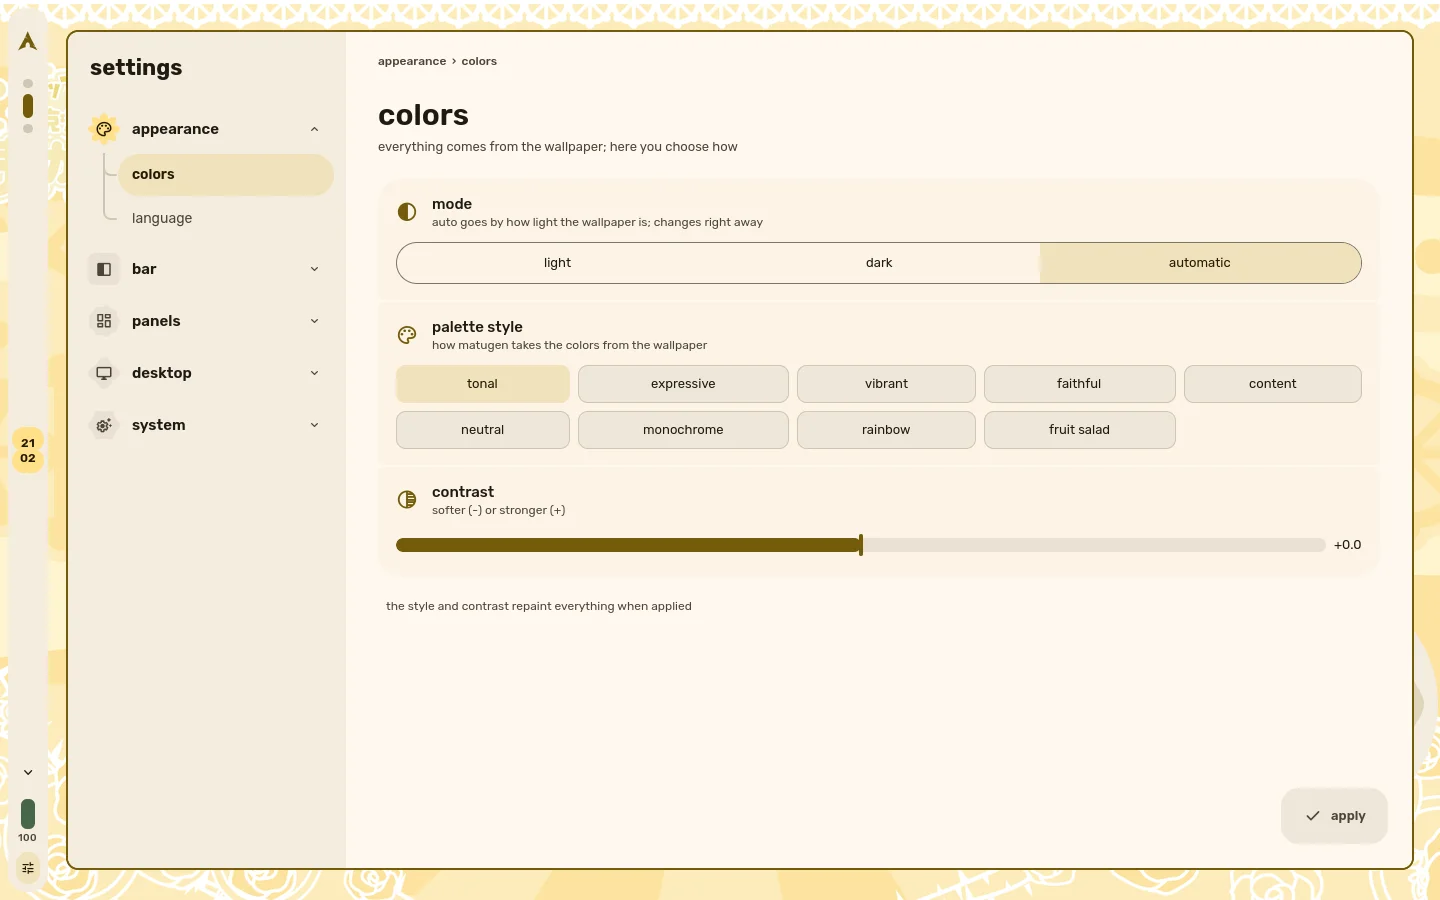 settings
appearance
colors
language
bar
panels
desktop
system
21
02
100
appearance › colors
colors
everything comes from the wallpaper; here you choose how
mode
auto goes by how light the wallpaper is; changes right away
light dark automatic
palette style
how matugen takes the colors from the wallpaper
tonal expressive vibrant faithful content
neutral monochrome rainbow fruit salad
contrast
softer (-) or stronger (+)
+0.0
the style and contrast repaint everything when applied
apply